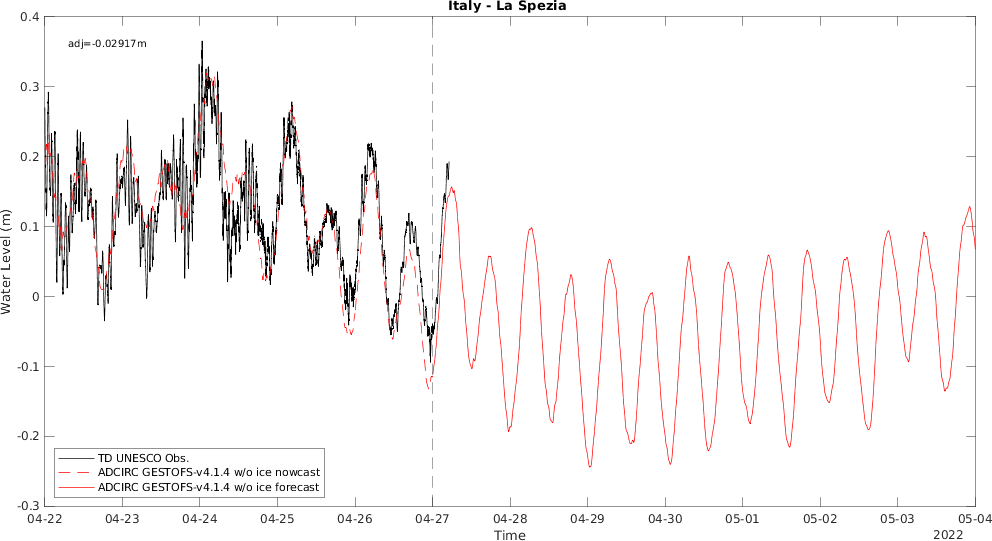 Italy - La Spezia
0.4
adj=-0.02917m
0.3
0.2
0.1
0
-0.1
-0.2
-0.3
Water Level (m)
TD UNESCO Obs.
ADCIRC GESTOFS-v4.1.4 w/o ice nowcast
ADCIRC GESTOFS-v4.1.4 w/o ice forecast
04-22 04-23 04-24 04-25 04-26 04-27 04-28 04-29 04-30 05-01 05-02 05-03 05-04
Time
2022